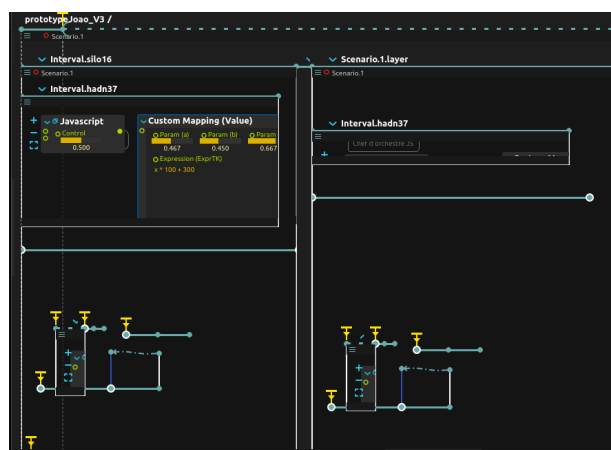 prototypeJoao_V3 /
Scenario.1
Interval.silo16
Scenario.1.layer
Scenario.1
Scenario.1
Interval.hadn37
Javascript
Custom Mapping (Value)
Control
Param (a)
Param (b)
Param
0.500
0.467
0.450
0.667
Expression (ExprTK)
x * 100 + 300
Interval.hadn37
Chef d'orchestre JS